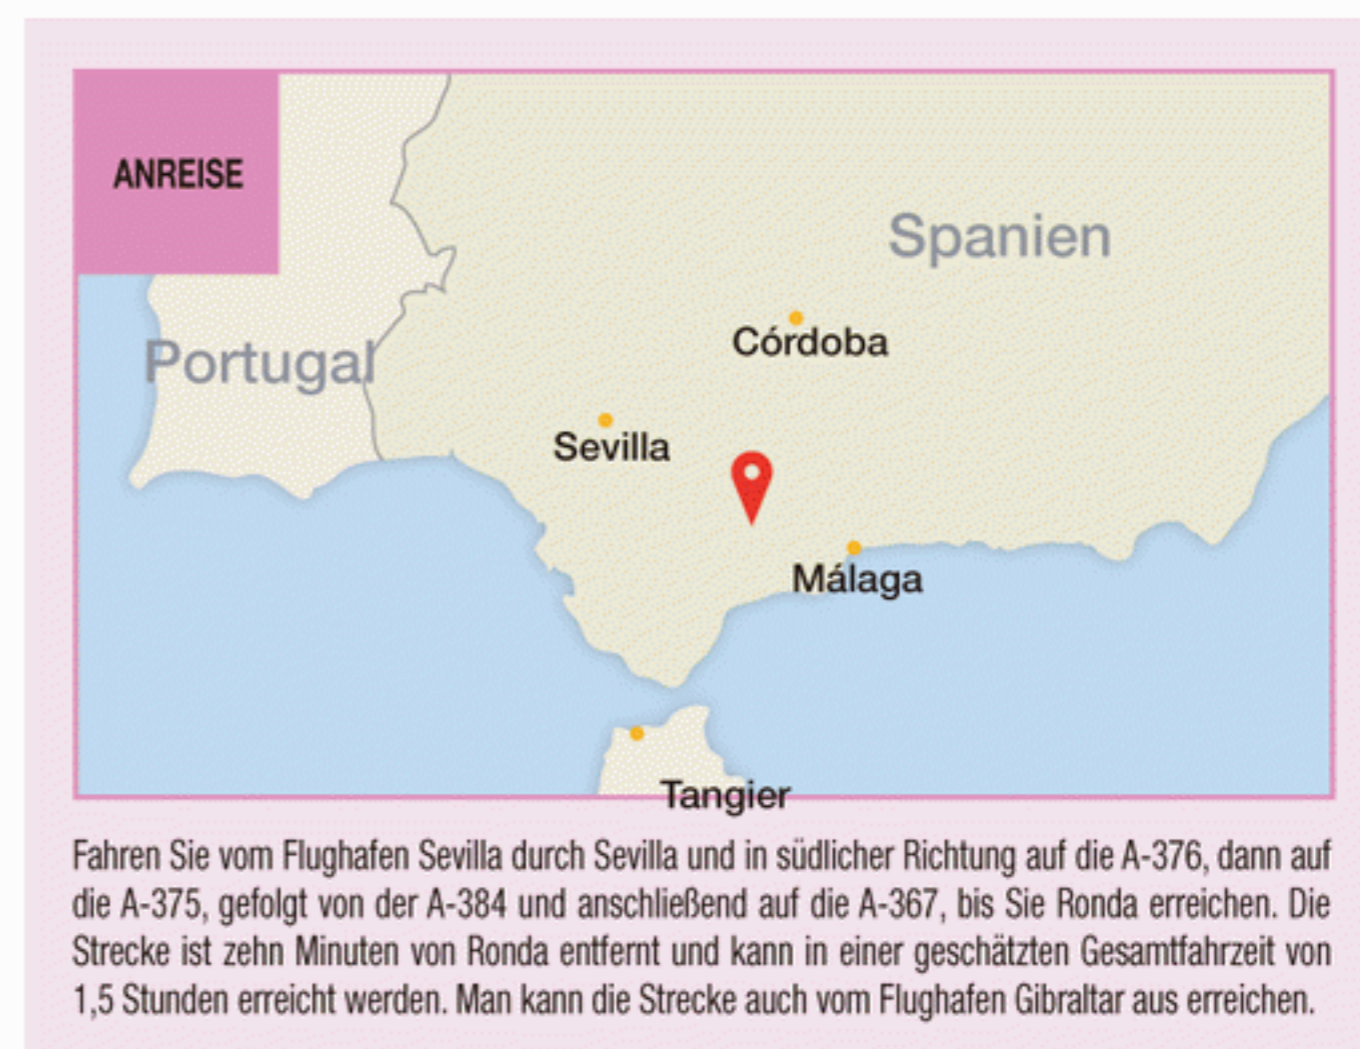 ANREISE
Spanien
Córdoba
Portugal
Sevilla
Málaga
Tangier
Fahren Sie vom Flughafen Sevilla durch Sevilla und in südlicher Richtung auf die A-376, dann auf
die A-375, gefolgt von der A-384 und anschließend auf die A-367, bis Sie Ronda erreichen. Die
Strecke ist zehn Minuten von Ronda entfernt und kann in einer geschätzten Gesamtfahrzeit von
1,5 Stunden erreicht werden. Man kann die Strecke auch vom Flughafen Gibraltar aus erreichen.